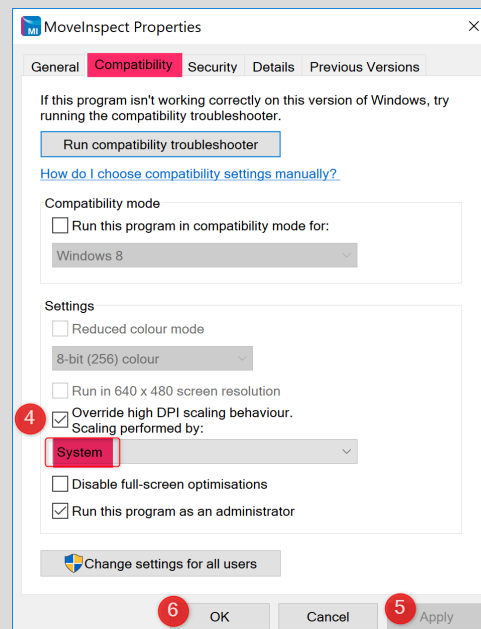 MI MoveInspect Properties
General Compatibility Security Details Previous Versions
If this program isn't working correctly on this version of Windows, try
running the compatibility troubleshooter.
Run compatibility troubleshooter
How do I choose compatibility settings manually?
Compatibility mode
Run this program in compatibility mode for:
Windows 8
Settings
Reduced colour mode
8-bit (256) colour
Run in 640 x 480 screen resolution
4 Override high DPI scaling behaviour.
Scaling performed by:
System
Disable full-screen optimisations
Run this program as an administrator
Change settings for all users
6 OK Cancel 5 Apply